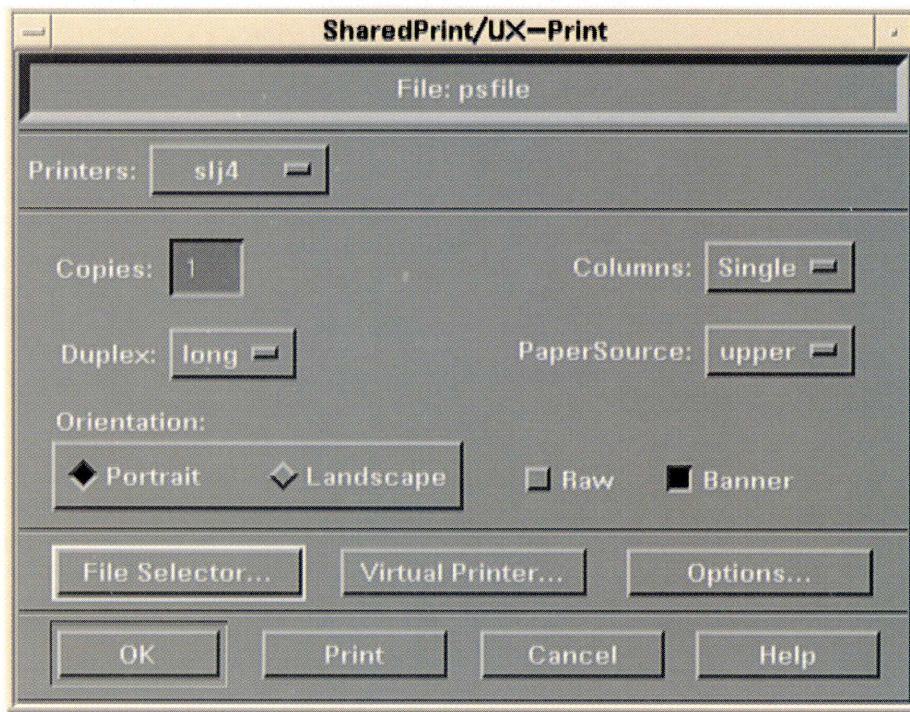 SharedPrint/UX-Print
File: psfile
Printers: slj4
Copies: 1 Columns: Single
Duplex: long PaperSource: upper
Orientation:
Portrait Landscape Raw Banner
File Selector... Virtual Printer... Options...
OK Print Cancel Help